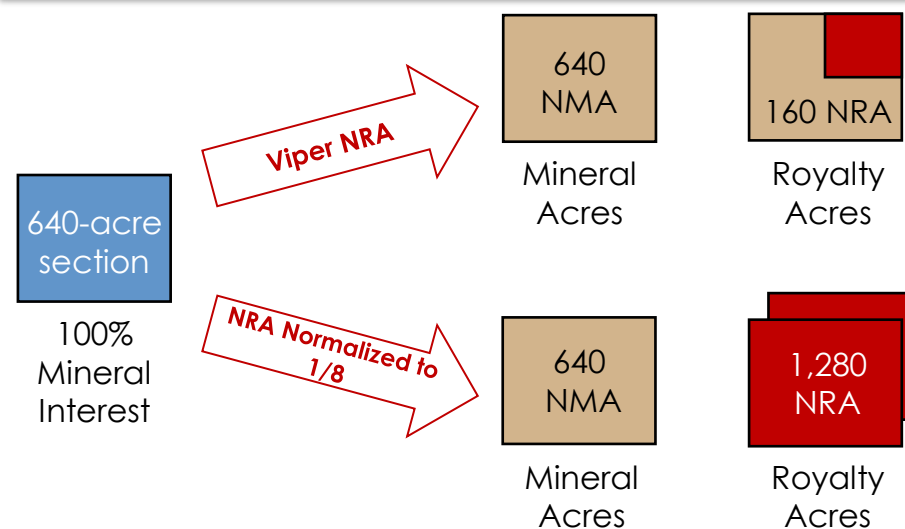 640-acre
section
100%
Mineral
Interest
Viper NRA
640
NMA
Mineral
Acres
160 NRA
Royalty
Acres
NRA Normalized to
1/8
640
NMA
Mineral
Acres
1,280
NRA
Royalty
Acres